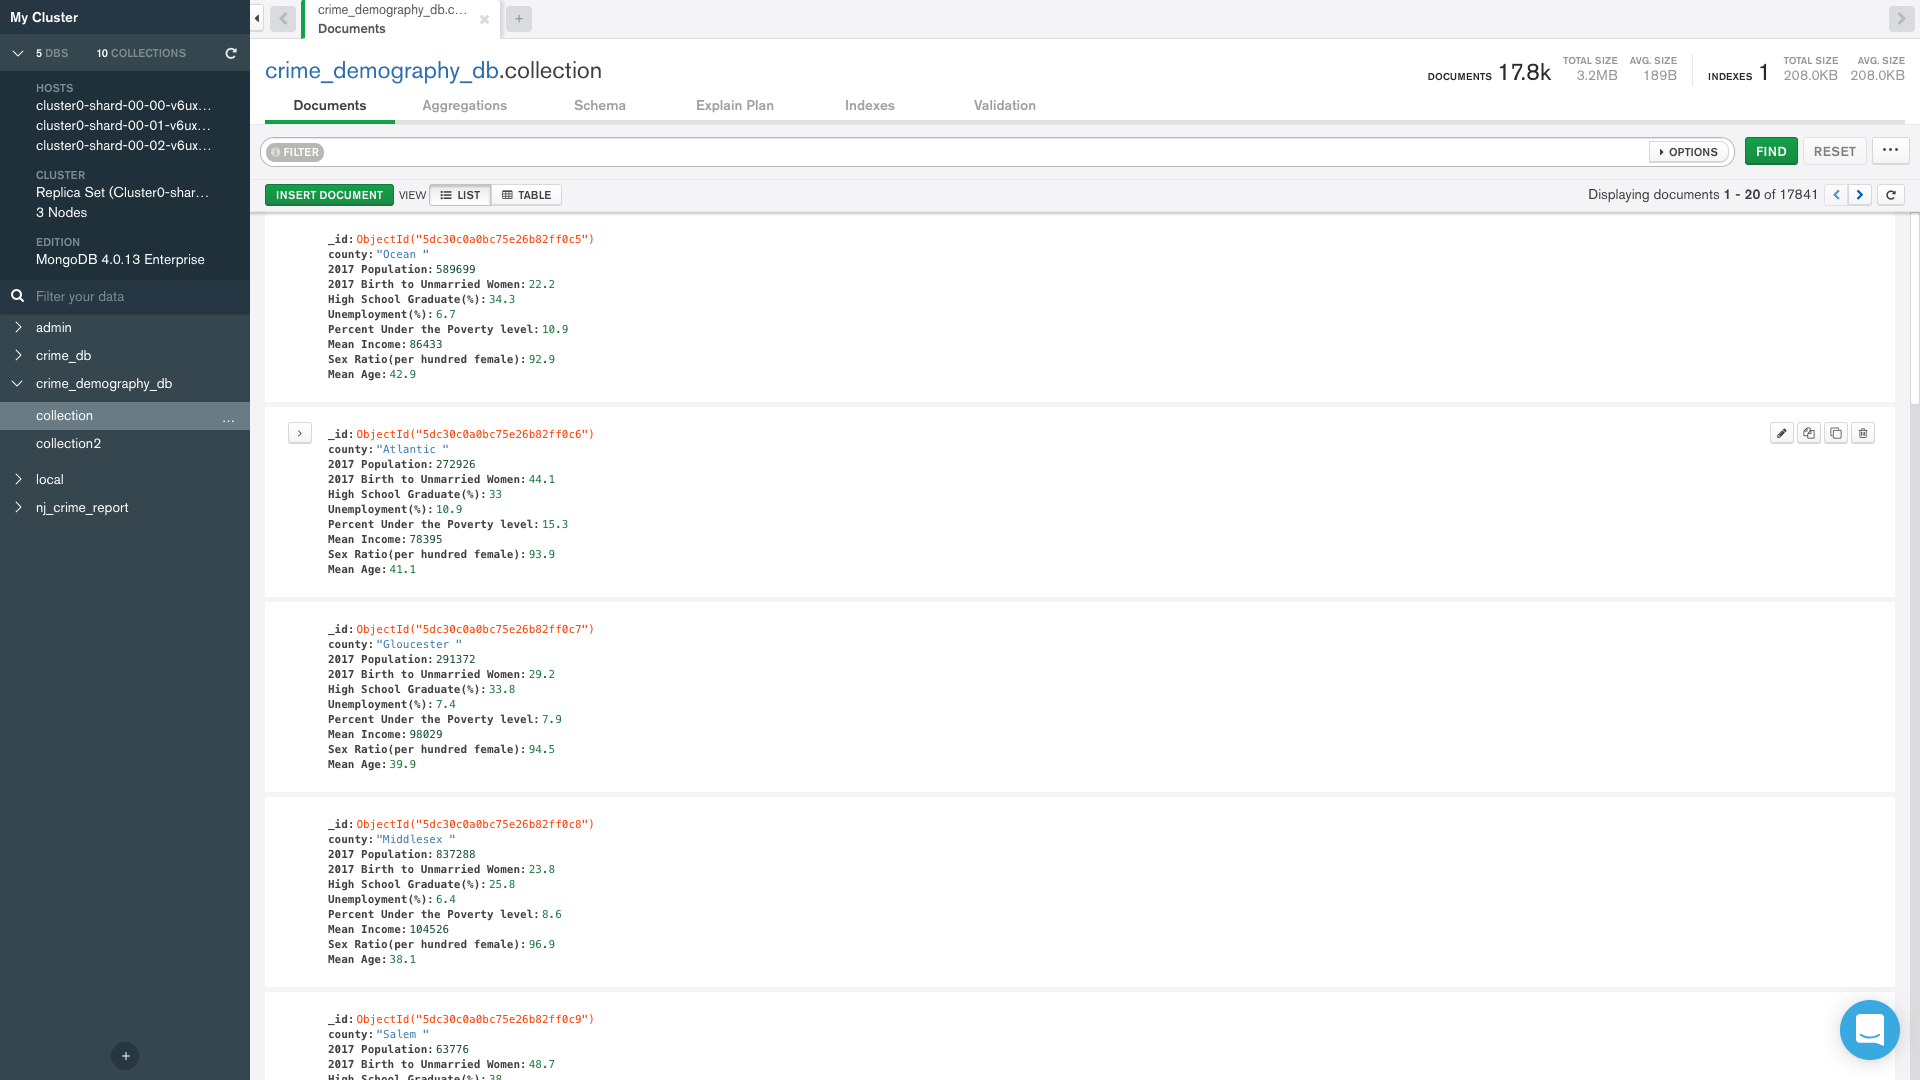 My Cluster
5 DBS 10 COLLECTIONS
HOSTS
cluster0-shard-00-00-v6ux...
cluster0-shard-00-01-v6ux...
cluster0-shard-00-02-v6ux...
CLUSTER
Replica Set (Cluster0-shar...
3 Nodes
EDITION
MongoDB 4.0.13 Enterprise
Filter your data
admin
crime_db
crime_demography_db
collection ...
collection2
local
nj_crime_report
crime_demography_db.c...
Documents
crime_demography_db.collection
DOCUMENTS 17.8k TOTAL SIZE 3.2MB AVG. SIZE 189B INDEXES 1 TOTAL SIZE 208.0KB AVG. SIZE 208.0KB
Documents Aggregations Schema Explain Plan Indexes Validation
FILTER OPTIONS FIND RESET ...
INSERT DOCUMENT VIEW LIST TABLE Displaying documents 1 - 20 of 17841
_id: ObjectId("5dc30c0a0bc75e26b82ff0c5")
county: "Ocean "
2017 Population: 589699
2017 Birth to Unmarried Women: 22.2
High School Graduate(%): 34.3
Unemployment(%): 6.7
Percent Under the Poverty level: 10.9
Mean Income: 86433
Sex Ratio(per hundred female): 92.9
Mean Age: 42.9
_id: ObjectId("5dc30c0a0bc75e26b82ff0c6")
county: "Atlantic "
2017 Population: 272926
2017 Birth to Unmarried Women: 44.1
High School Graduate(%): 33
Unemployment(%): 10.9
Percent Under the Poverty level: 15.3
Mean Income: 78395
Sex Ratio(per hundred female): 93.9
Mean Age: 41.1
_id: ObjectId("5dc30c0a0bc75e26b82ff0c7")
county: "Gloucester "
2017 Population: 291372
2017 Birth to Unmarried Women: 29.2
High School Graduate(%): 33.8
Unemployment(%): 7.4
Percent Under the Poverty level: 7.9
Mean Income: 98029
Sex Ratio(per hundred female): 94.5
Mean Age: 39.9
_id: ObjectId("5dc30c0a0bc75e26b82ff0c8")
county: "Middlesex "
2017 Population: 837288
2017 Birth to Unmarried Women: 23.8
High School Graduate(%): 25.8
Unemployment(%): 6.4
Percent Under the Poverty level: 8.6
Mean Income: 104526
Sex Ratio(per hundred female): 96.9
Mean Age: 38.1
_id: ObjectId("5dc30c0a0bc75e26b82ff0c9")
county: "Salem "
2017 Population: 63776
2017 Birth to Unmarried Women: 48.7
High School Graduate(%): 38